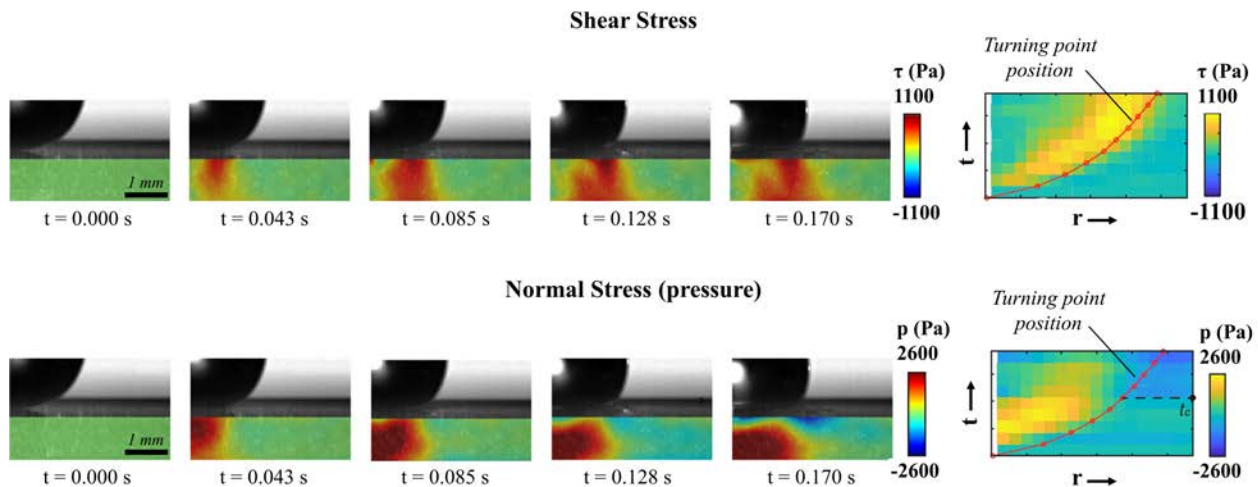 Shear Stress
Turning point
position
τ (Pa)
1100
-1100
τ (Pa)
1100
-1100
t
r
1 mm
t = 0.000 s
t = 0.043 s
t = 0.085 s
t = 0.128 s
t = 0.170 s
Normal Stress (pressure)
Turning point
position
p (Pa)
2600
-2600
p (Pa)
2600
-2600
t
tc
r
1 mm
t = 0.000 s
t = 0.043 s
t = 0.085 s
t = 0.128 s
t = 0.170 s